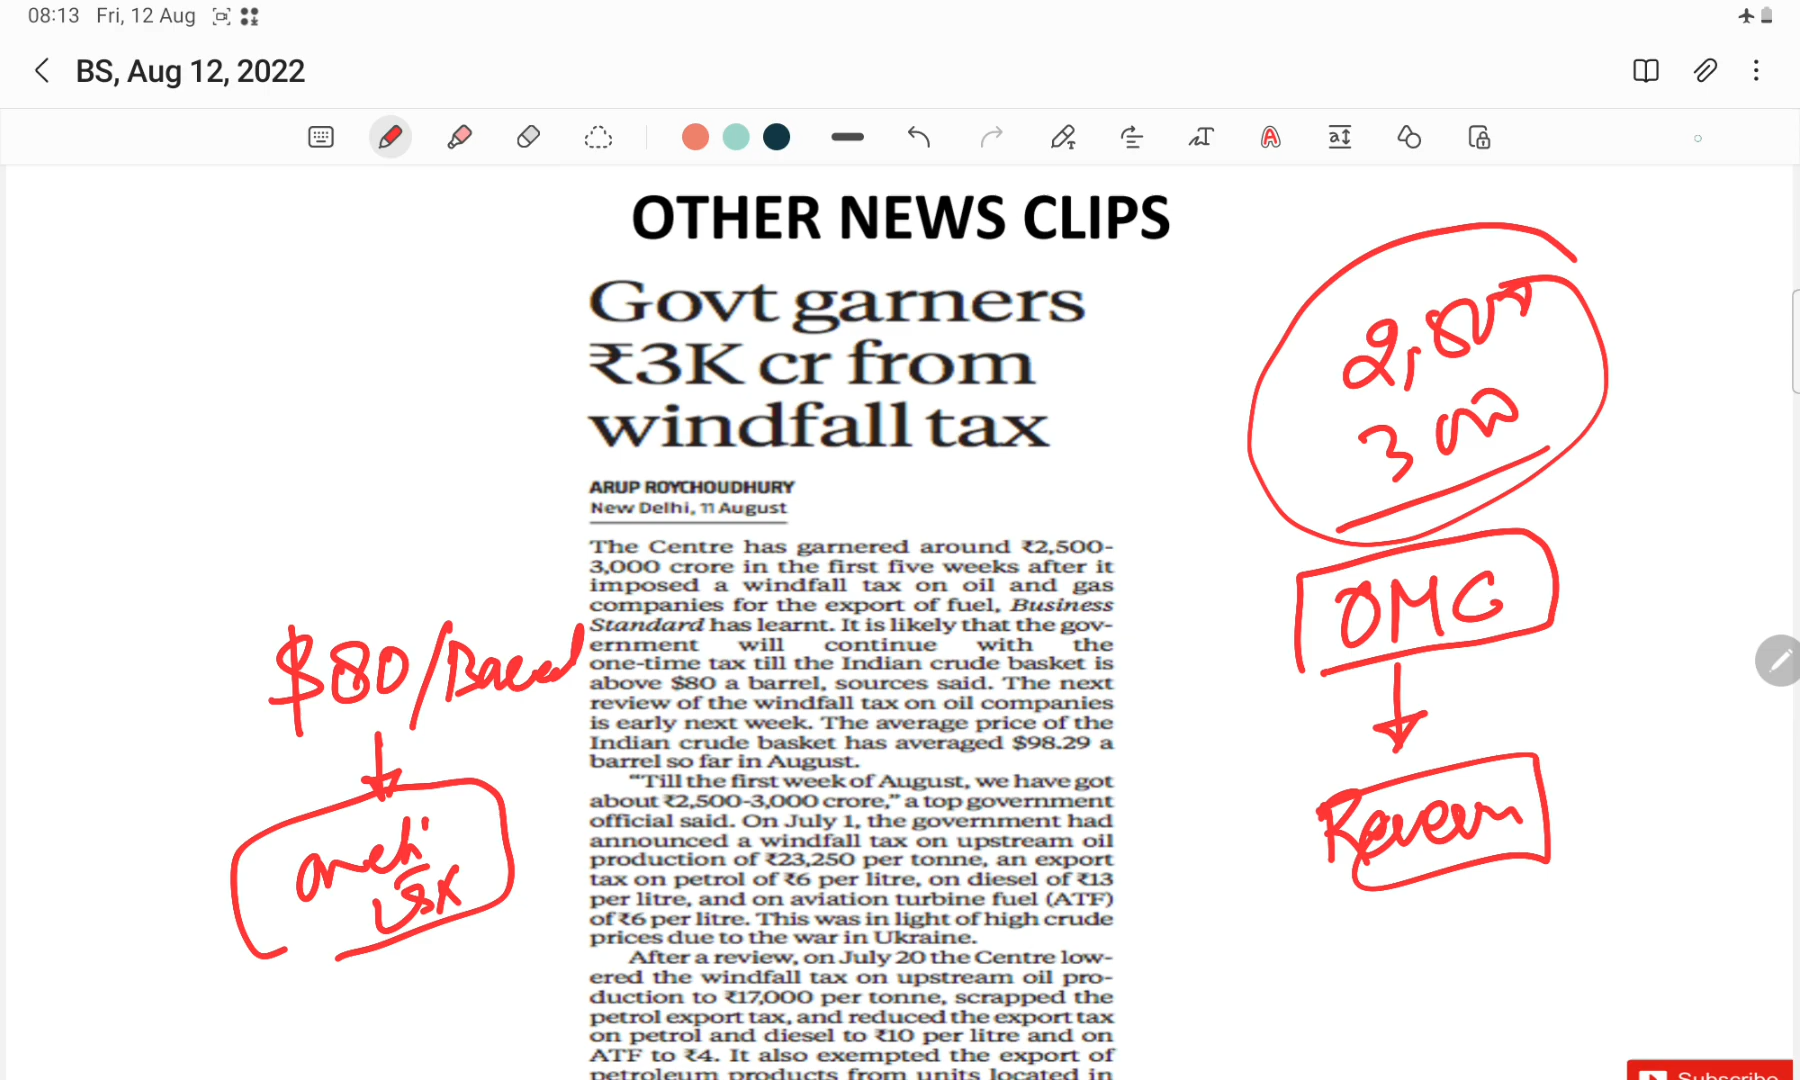 08:13 Fri, 12 Aug
BS, Aug 12, 2022
OTHER NEWS CLIPS
Govt garners
₹3K cr from
windfall tax
ARUP ROYCHOUDHURY
New Delhi, 11 August
The Centre has garnered around ₹2,500-
3,000 crore in the first five weeks after it
imposed a windfall tax on oil and gas
companies for the export of fuel, Business
Standard has learnt. It is likely that the gov-
ernment will continue with the
one-time tax till the Indian crude basket is
above $80 a barrel, sources said. The next
review of the windfall tax on oil companies
is early next week. The average price of the
Indian crude basket has averaged $98.29 a
barrel so far in August.
“Till the first week of August, we have got
about ₹2,500-3,000 crore,” a top government
official said. On July 1, the government had
announced a windfall tax on upstream oil
production of ₹23,250 per tonne, an export
tax on petrol of ₹6 per litre, on diesel of ₹13
per litre, and on aviation turbine fuel (ATF)
of ₹6 per litre. This was in light of high crude
prices due to the war in Ukraine.
After a review, on July 20 the Centre low-
ered the windfall tax on upstream oil pro-
duction to ₹17,000 per tonne, scrapped the
petrol export tax, and reduced the export tax
on petrol and diesel to ₹10 per litre and on
ATF to ₹4. It also exempted the export of
petroleum products from units located in
$80/Barrel
3000
OMC
Subscribe